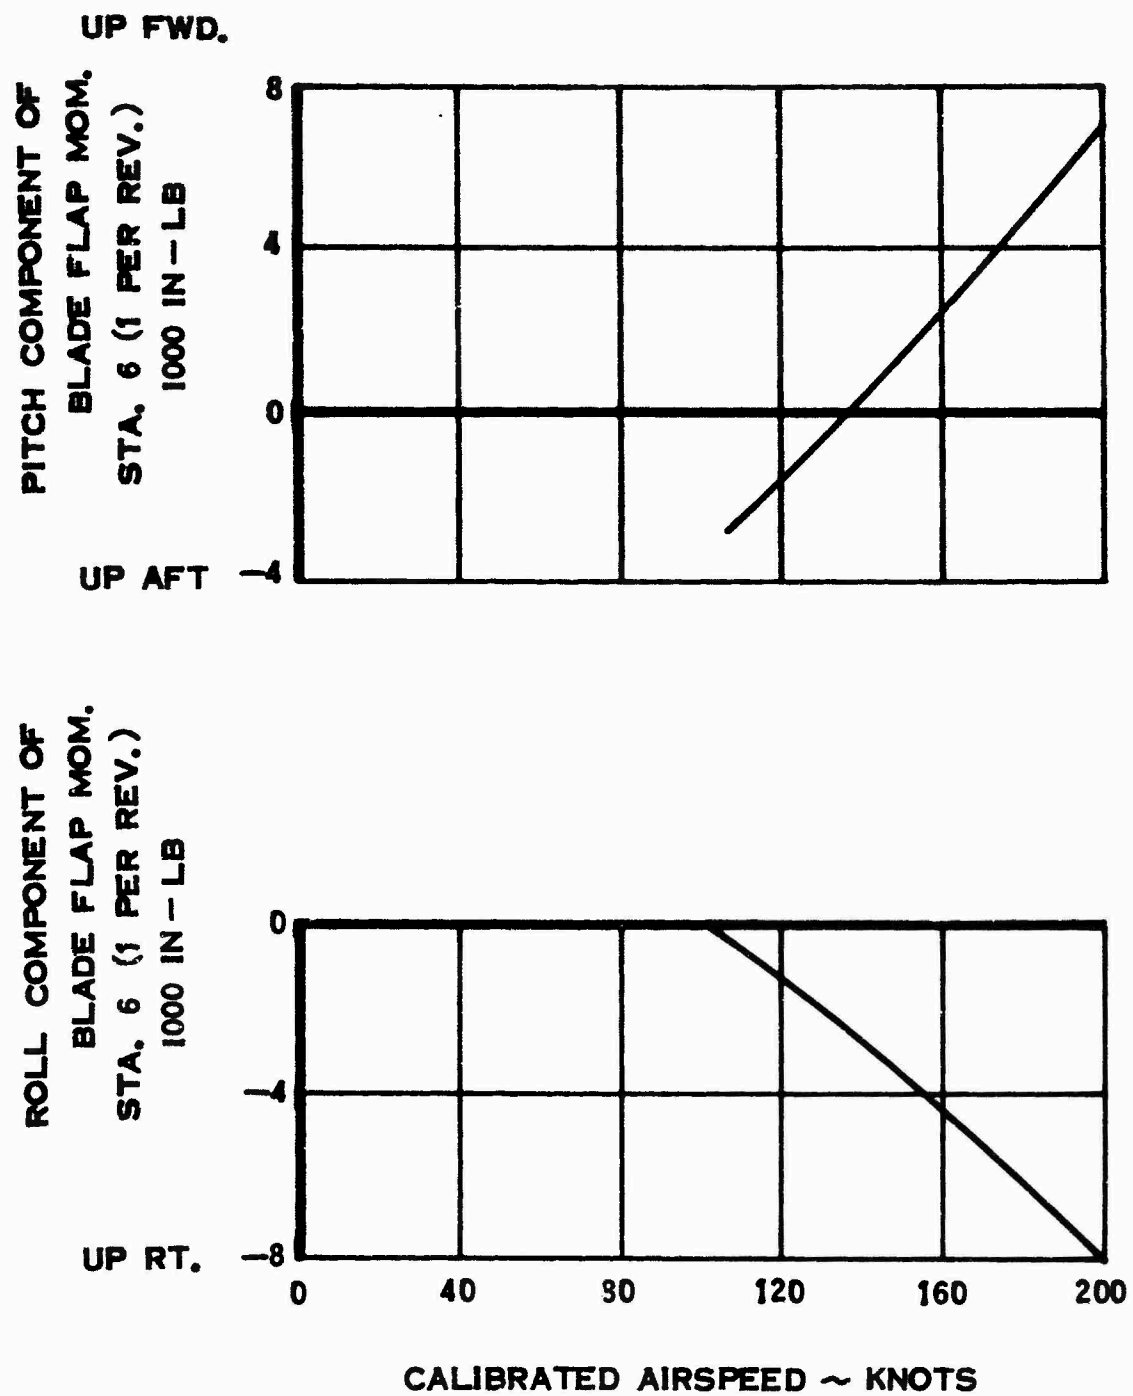 UP FWD.
PITCH COMPONENT OF
BLADE FLAP MOM.
STA. 6 (1 PER REV.)
1000 IN-LB
8
4
0
UP AFT -4
ROLL COMPONENT OF
BLADE FLAP MOM.
STA. 6 (1 PER REV.)
1000 IN-LB
0
-4
UP RT. -8
0 40 80 120 160 200
CALIBRATED AIRSPEED ~ KNOTS